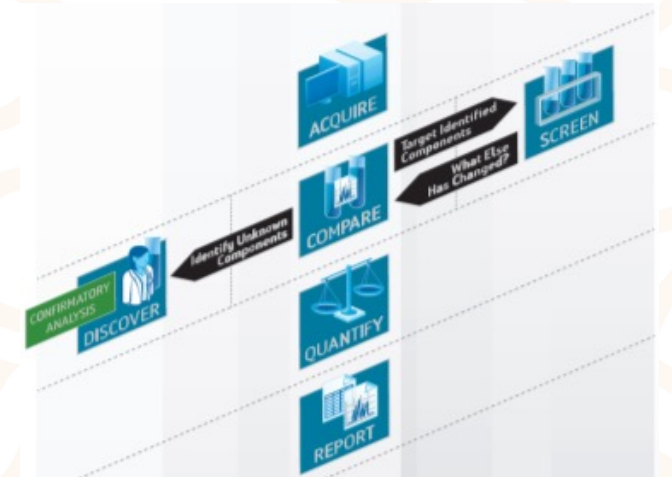 ACQUIRE
Target Identified
Components
SCREEN
What Else
Has Changed?
COMPARE
Identify Unknown
Components
CONFIRMATORY
ANALYSIS
DISCOVER
QUANTIFY
REPORT